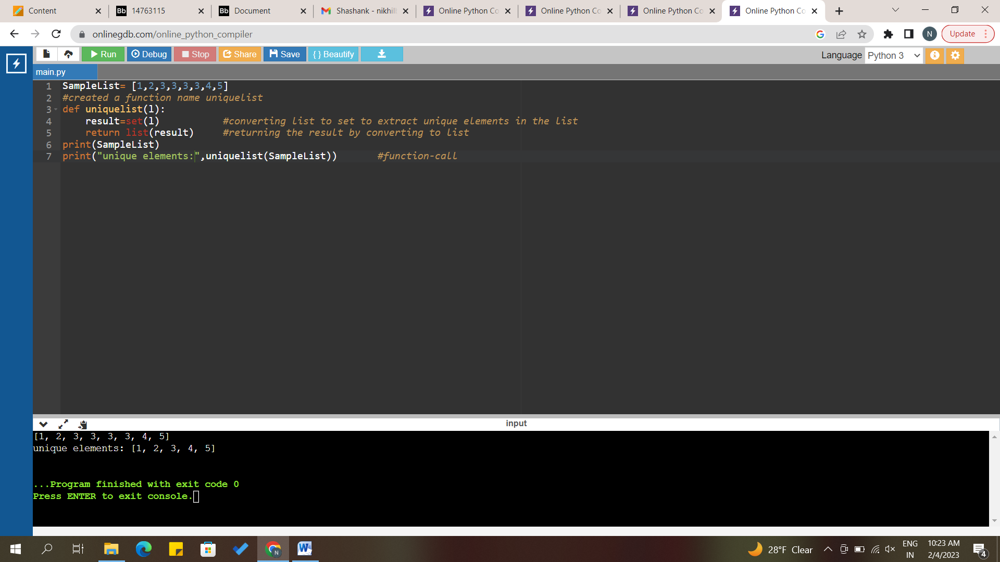 Content
14763115
Document
Shashank - nikhil
Online Python Co
Online Python Co
Online Python Co
Online Python Co
onlinegdb.com/online_python_compiler
N
Update
Run
Debug
Stop
Share
Save
{ } Beautify
Language
Python 3
main.py
1 SampleList= [1,2,3,3,3,3,4,5]
2 #created a function name uniquelist
3 def uniquelist(l):
4 result=set(l) #converting list to set to extract unique elements in the list
5 return list(result) #returning the result by converting to list
6 print(SampleList)
7 print("unique elements:",uniquelist(SampleList)) #function-call
input
[1, 2, 3, 3, 3, 3, 4, 5]
unique elements: [1, 2, 3, 4, 5]
...Program finished with exit code 0
Press ENTER to exit console.
28°F Clear
ENG
IN
10:23 AM
2/4/2023
4